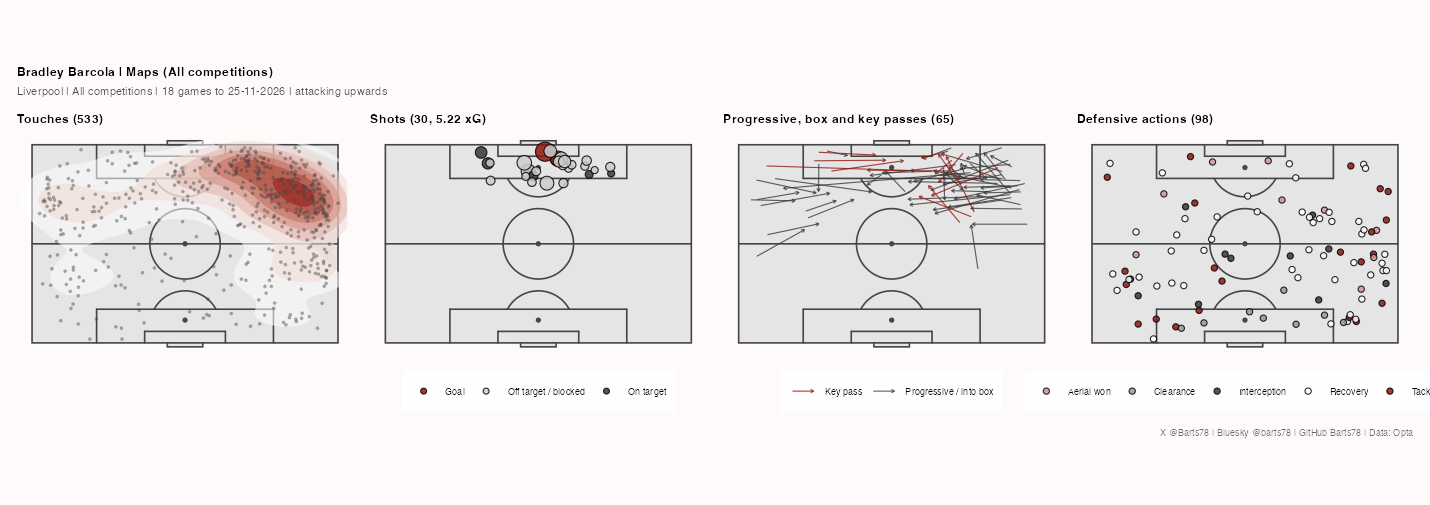 Bradley Barcola | Maps (All competitions)
Liverpool | All competitions | 18 games to 25-11-2026 | attacking upwards
Touches (533)
Shots (30, 5.22 xG)
Progressive, box and key passes (65)
Defensive actions (98)
Goal
Off target / blocked
On target
Key pass
Progressive / into box
Aerial won
Clearance
Interception
Recovery
Tack
X @Barts78 | Bluesky @barts78 | GitHub Barts78 | Data: Opta